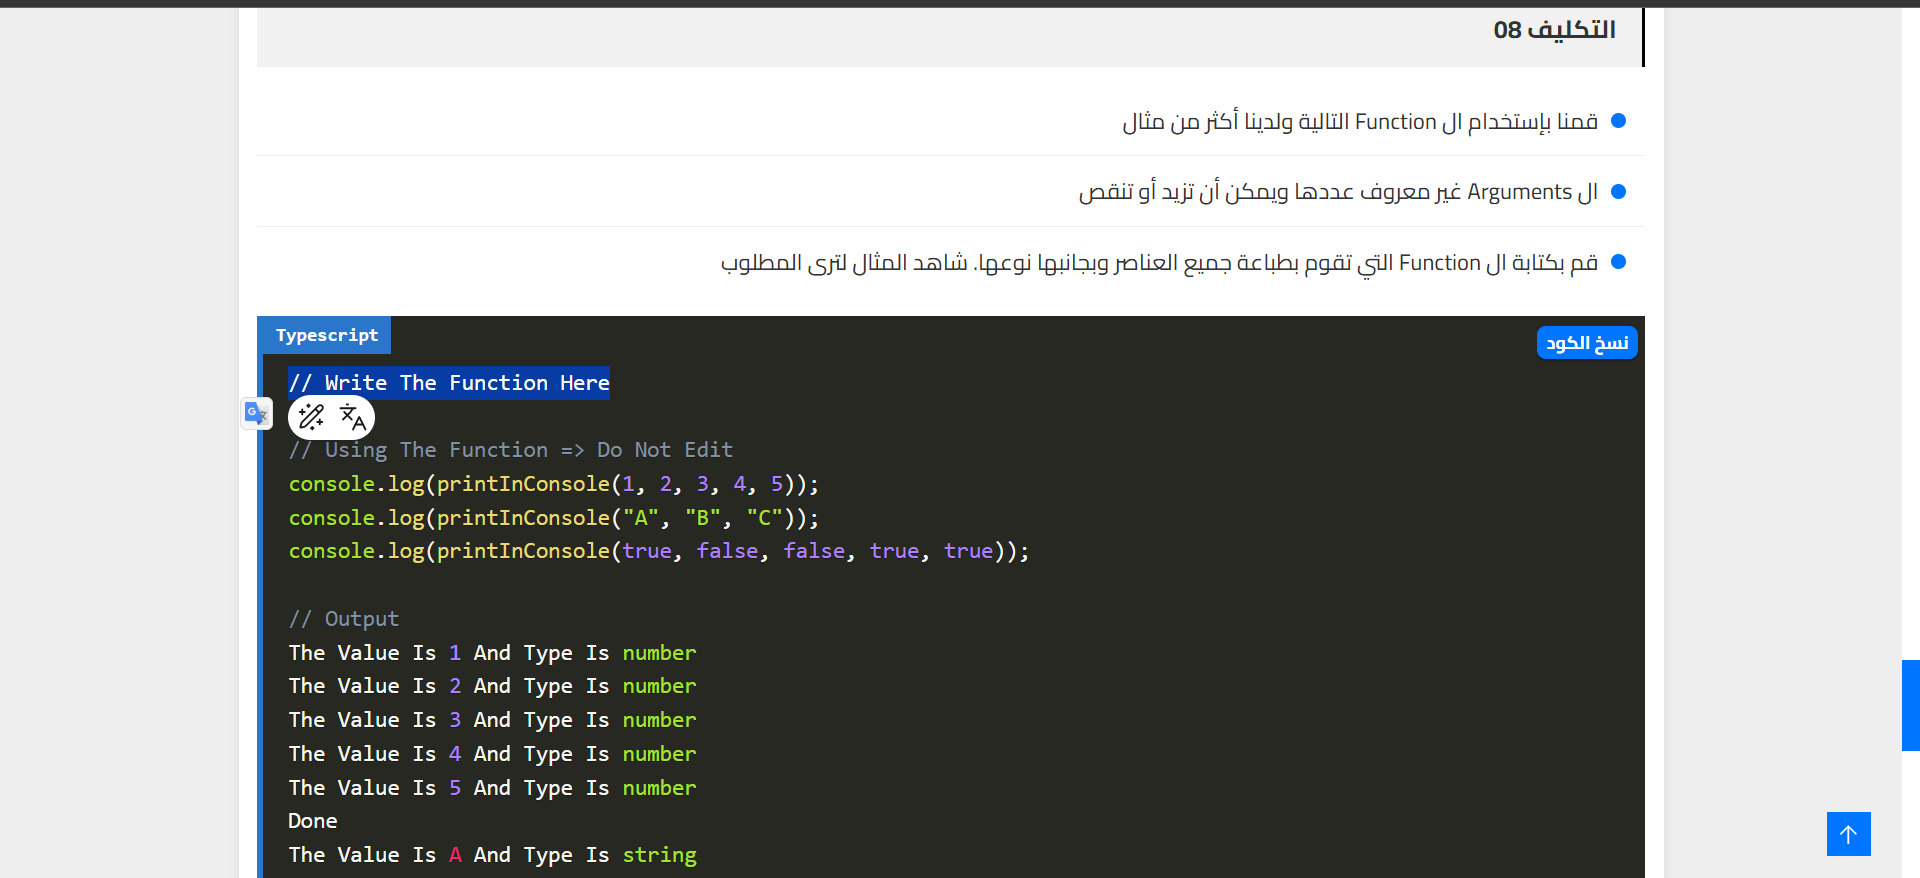 التكليف 08
قمنا بإستخدام ال Function التالية ولدينا أكثر من مثال
ال Arguments غير معروف عددها ويمكن أن تزيد أو تنقص
قم بكتابة ال Function التي تقوم بطباعة جميع العناصر وبجانبها نوعها. شاهد المثال لترى المطلوب
Typescript
نسخ الكود
// Write The Function Here
// Using The Function => Do Not Edit
console.log(printInConsole(1, 2, 3, 4, 5));
console.log(printInConsole("A", "B", "C"));
console.log(printInConsole(true, false, false, true, true));
// Output
The Value Is 1 And Type Is number
The Value Is 2 And Type Is number
The Value Is 3 And Type Is number
The Value Is 4 And Type Is number
The Value Is 5 And Type Is number
Done
The Value Is A And Type Is string